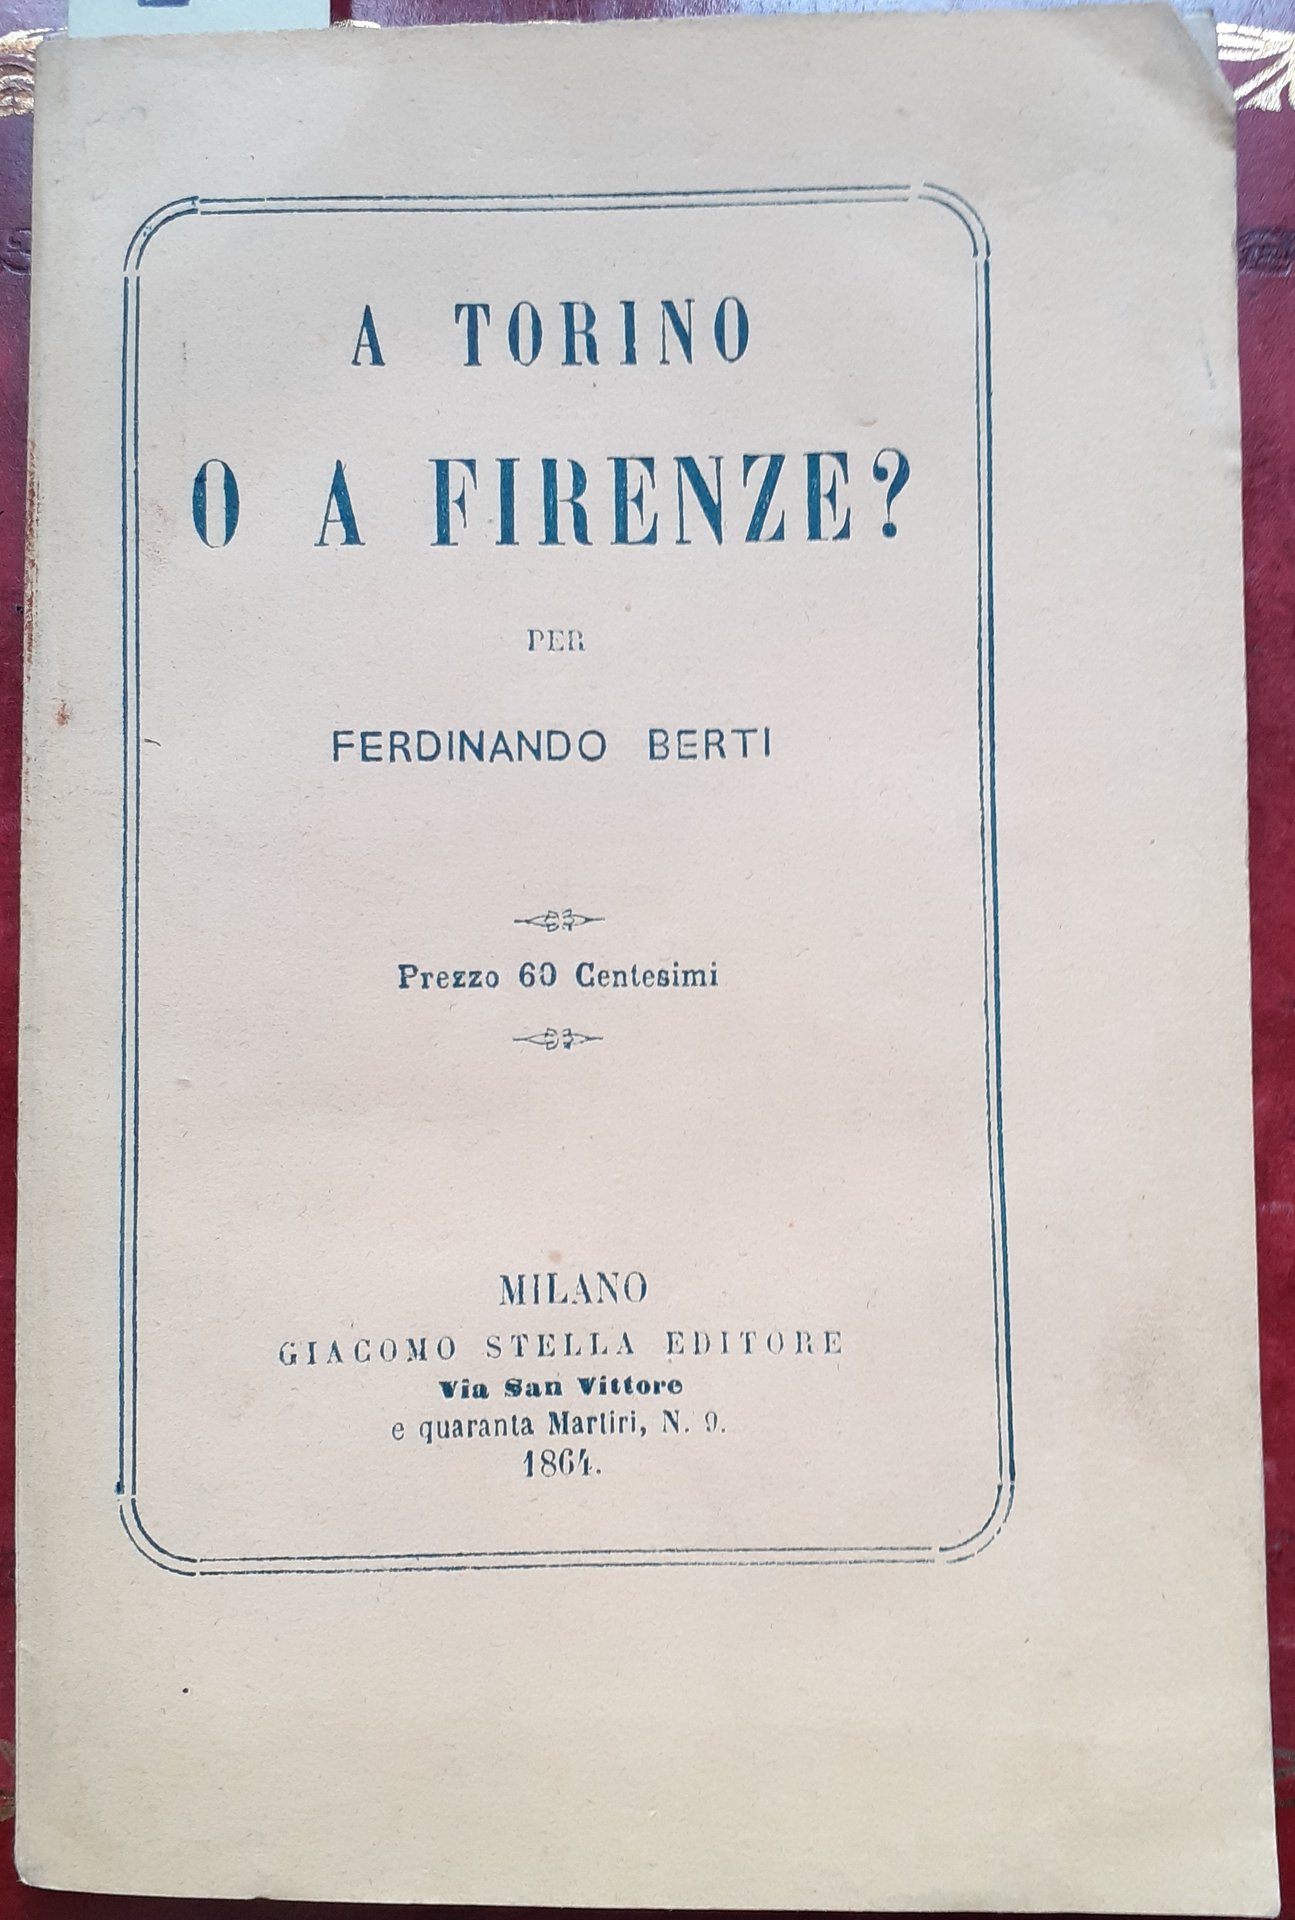 A TORINO
O A FIRENZE?
PER
FERDINANDO BERTI
Prezzo 60 Centesimi
MILANO
GIACOMO STELLA EDITORE
Via San Vittore
e quaranta Martiri, N. 9.
1864.